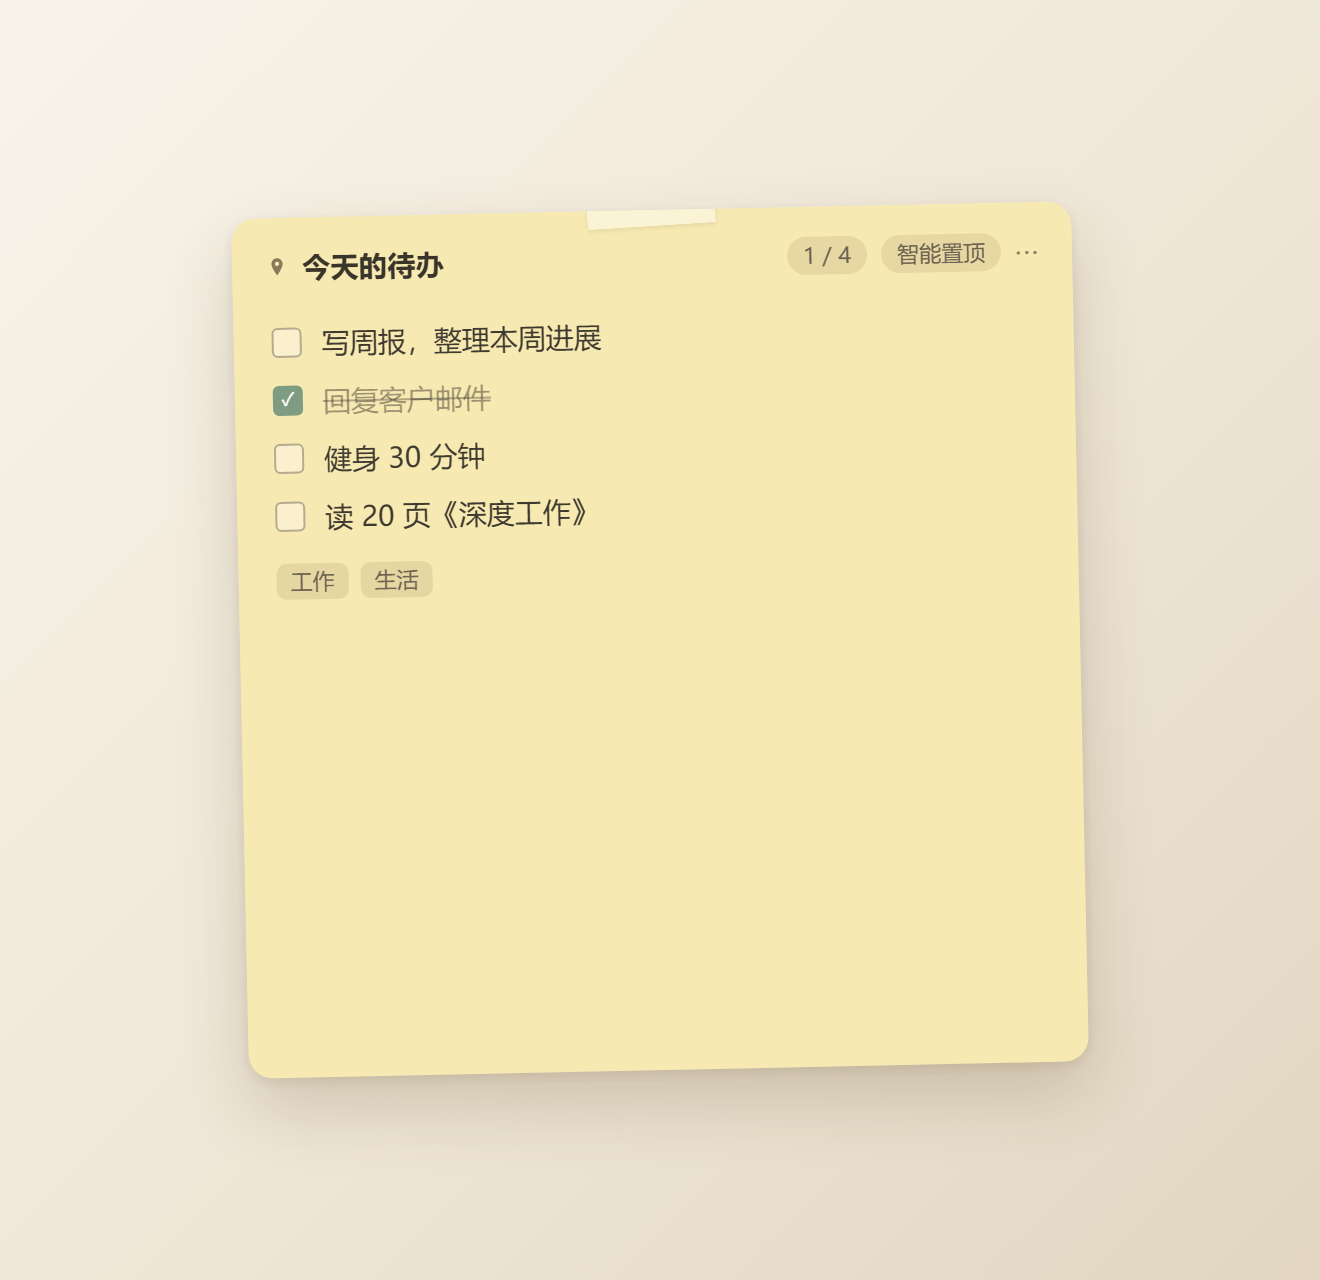 今天的待办
1 / 4
智能置顶
写周报，整理本周进展
回复客户邮件
健身 30 分钟
读 20 页《深度工作》
工作
生活